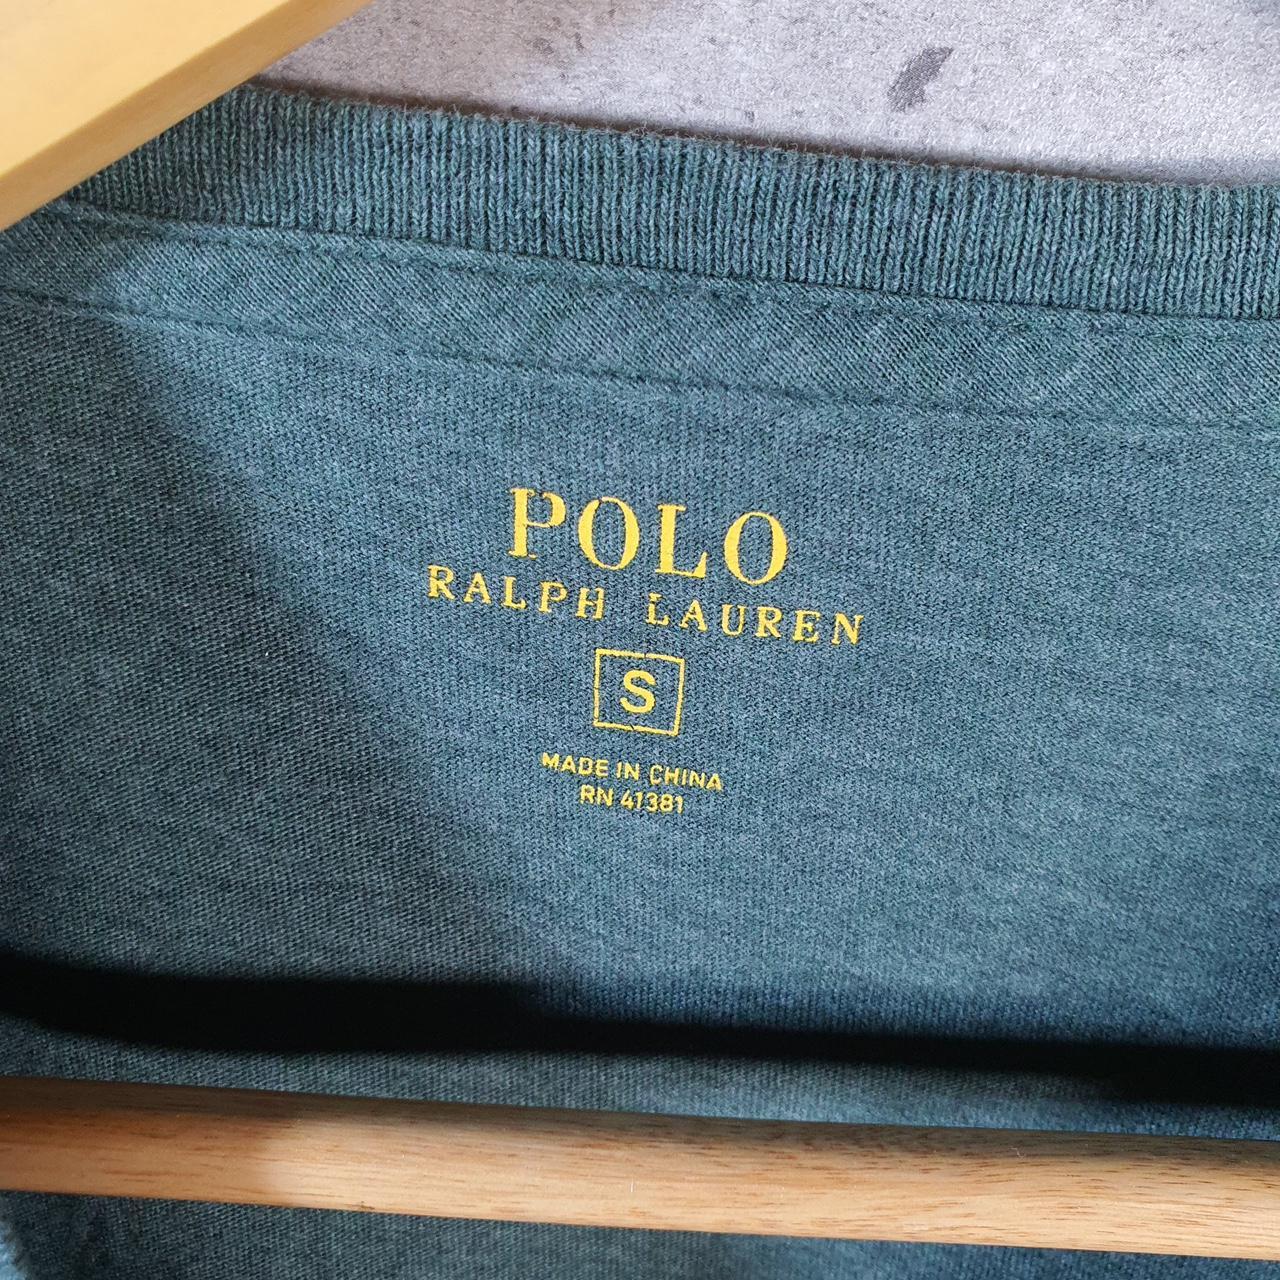 POLO
RALPH LAUREN
S
MADE IN CHINA
RN 41381